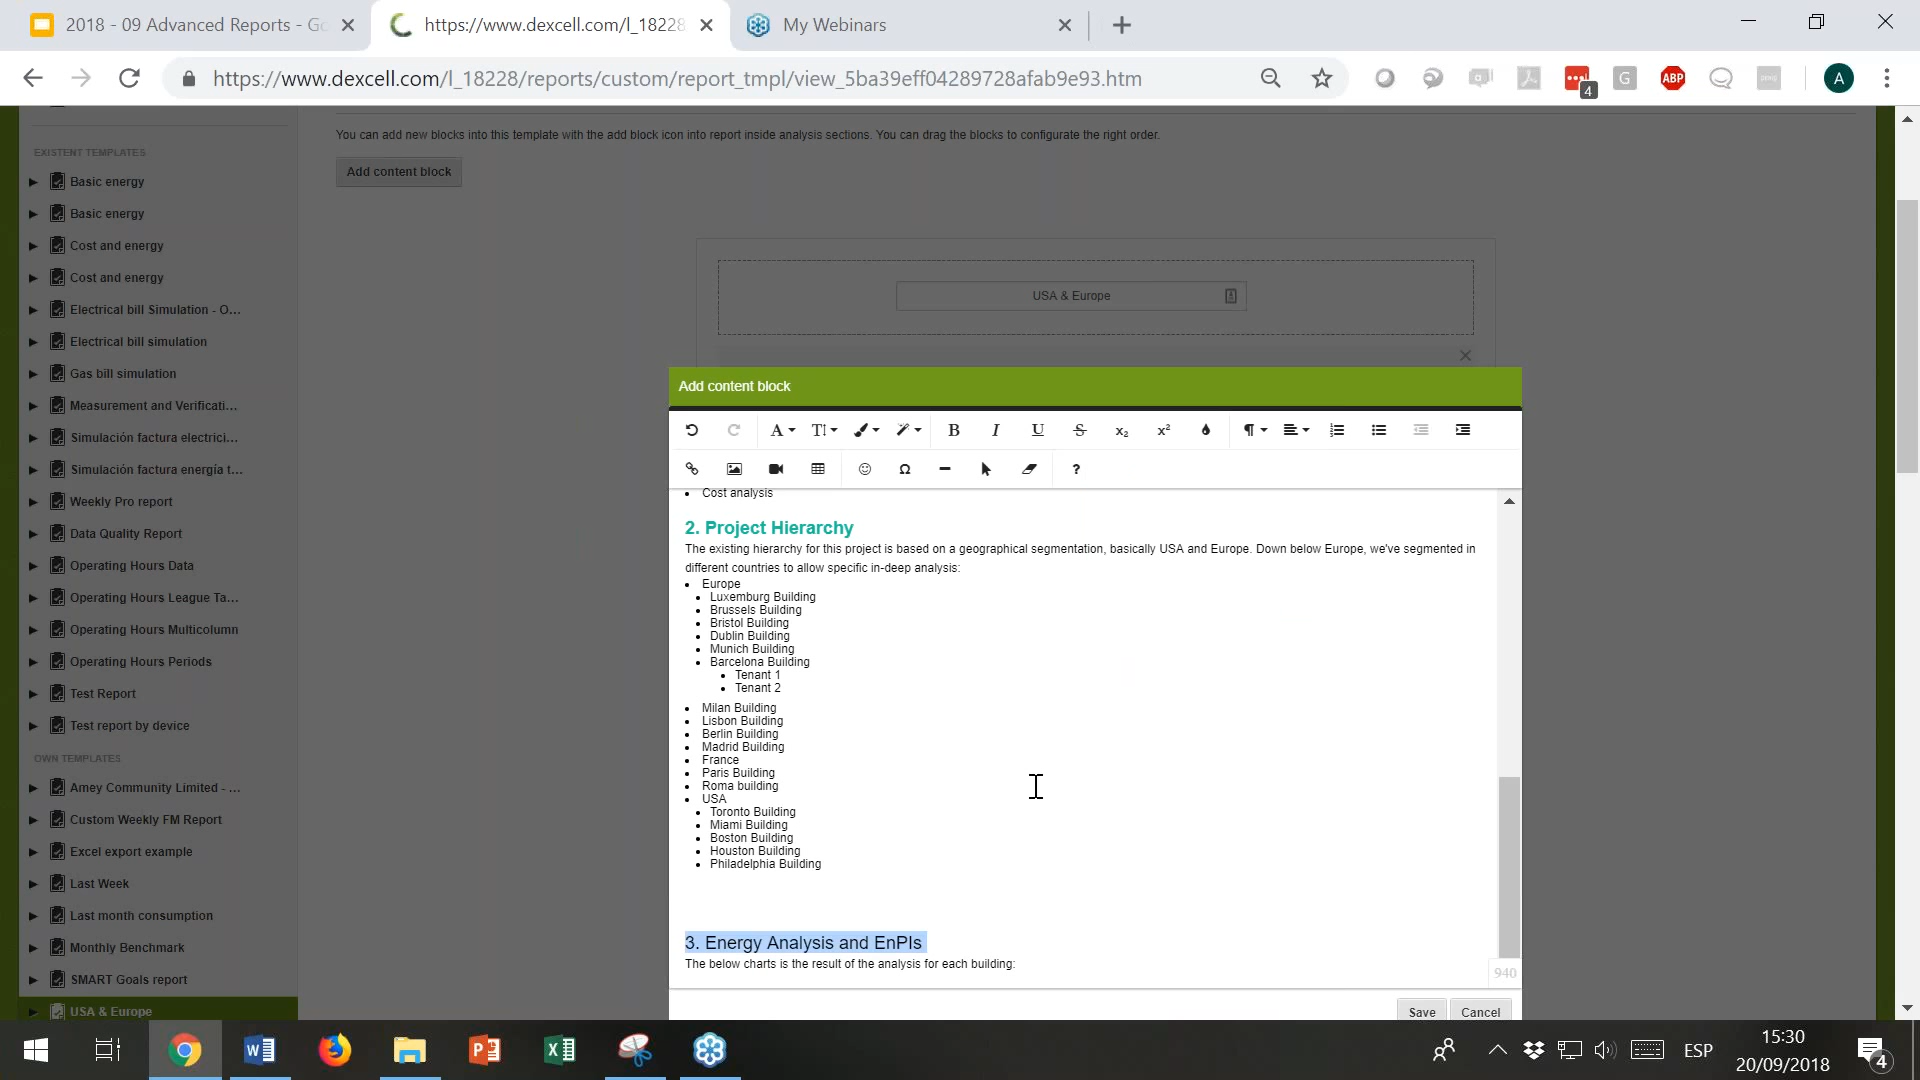 2018 - 09 Advanced Reports - Go
https://www.dexcell.com/l_18228
My Webinars
https://www.dexcell.com/l_18228/reports/custom/report_tmpl/view_5ba39eff04289728afab9e93.htm
4
G
ABP
A
You can add new blocks into this template with the add block icon into report inside analysis sections. You can drag the blocks to configurate the right order.
EXISTENT TEMPLATES
Add content block
Basic energy
Basic energy
Cost and energy
Cost and energy
Electrical bill Simulation - O...
Electrical bill simulation
Gas bill simulation
Measurement and Verificati...
Simulación factura electrici...
Simulación factura energía t...
Weekly Pro report
Data Quality Report
Operating Hours Data
Operating Hours League Ta...
Operating Hours Multicolumn
Operating Hours Periods
Test Report
Test report by device
OWN TEMPLATES
Amey Community Limited - ...
Custom Weekly FM Report
Excel export example
Last Week
Last month consumption
Monthly Benchmark
SMART Goals report
USA & Europe
USA & Europe
Add content block
Cost analysis
2. Project Hierarchy
The existing hierarchy for this project is based on a geographical segmentation, basically USA and Europe. Down below Europe, we've segmented in
different countries to allow specific in-deep analysis:
Europe
Luxemburg Building
Brussels Building
Bristol Building
Dublin Building
Munich Building
Barcelona Building
Tenant 1
Tenant 2
Milan Building
Lisbon Building
Berlin Building
Madrid Building
France
Paris Building
Roma building
USA
Toronto Building
Miami Building
Boston Building
Houston Building
Philadelphia Building
3. Energy Analysis and EnPIs
The below charts is the result of the analysis for each building:
940
Save
Cancel
ESP
15:30
20/09/2018
4